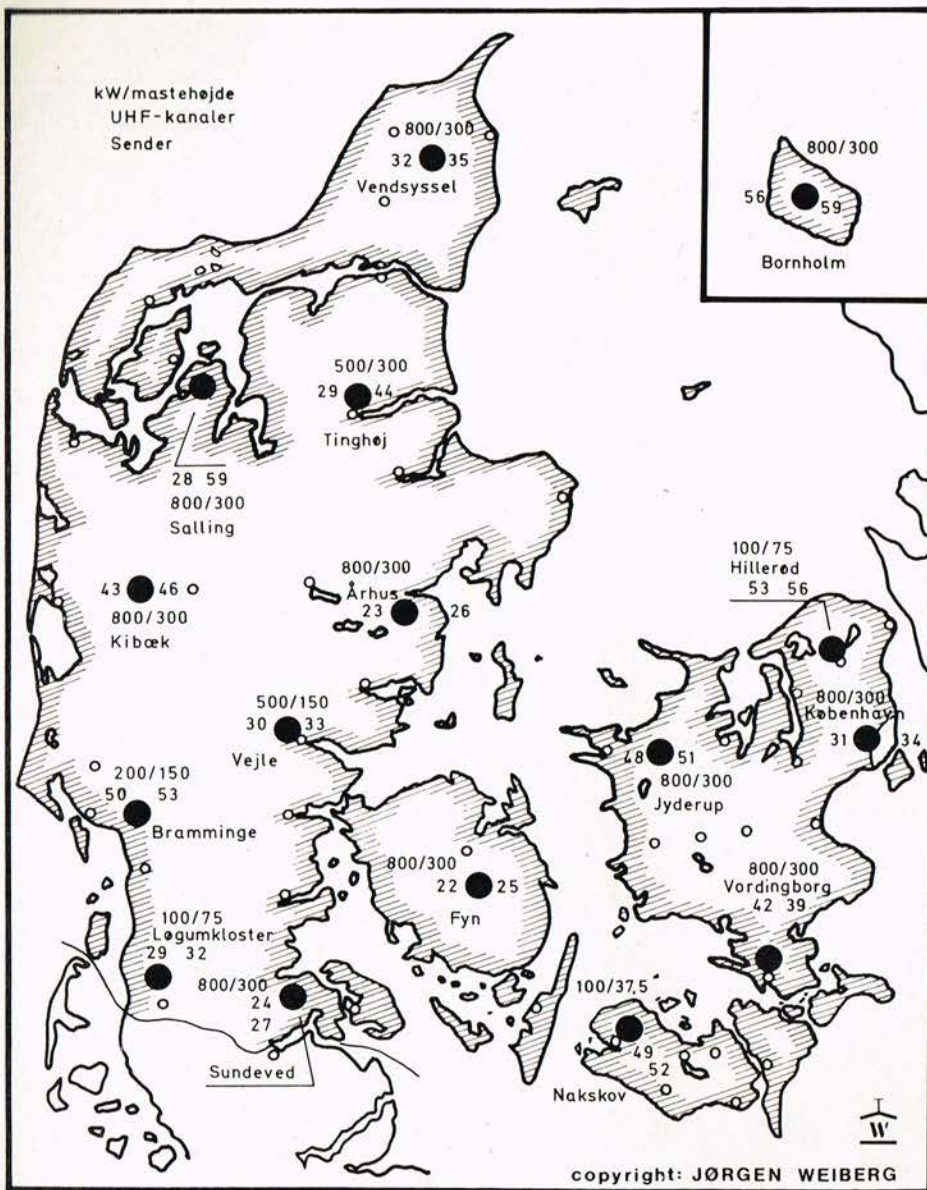 kW/mastehøjde
UHF-kanaler
Sender
800/300
32 35
Vendsyssel
800/300
56 59
Bornholm
500/300
29 44
Tinghøj
28 59
800/300
Salling
100/75
Hillerød
53 56
43 46
800/300
Kibæk
800/300
Århus
23 26
800/300
København
31 34
500/150
30 33
Vejle
48 51
800/300
Jyderup
200/150
50 53
Bramminge
800/300
22 25
Fyn
800/300
Vordingborg
42 39
100/75
Løgumkloster
29 32
800/300
24
27
Sundeved
100/37,5
49
52
Nakskov
W
copyright: JØRGEN WEIBERG